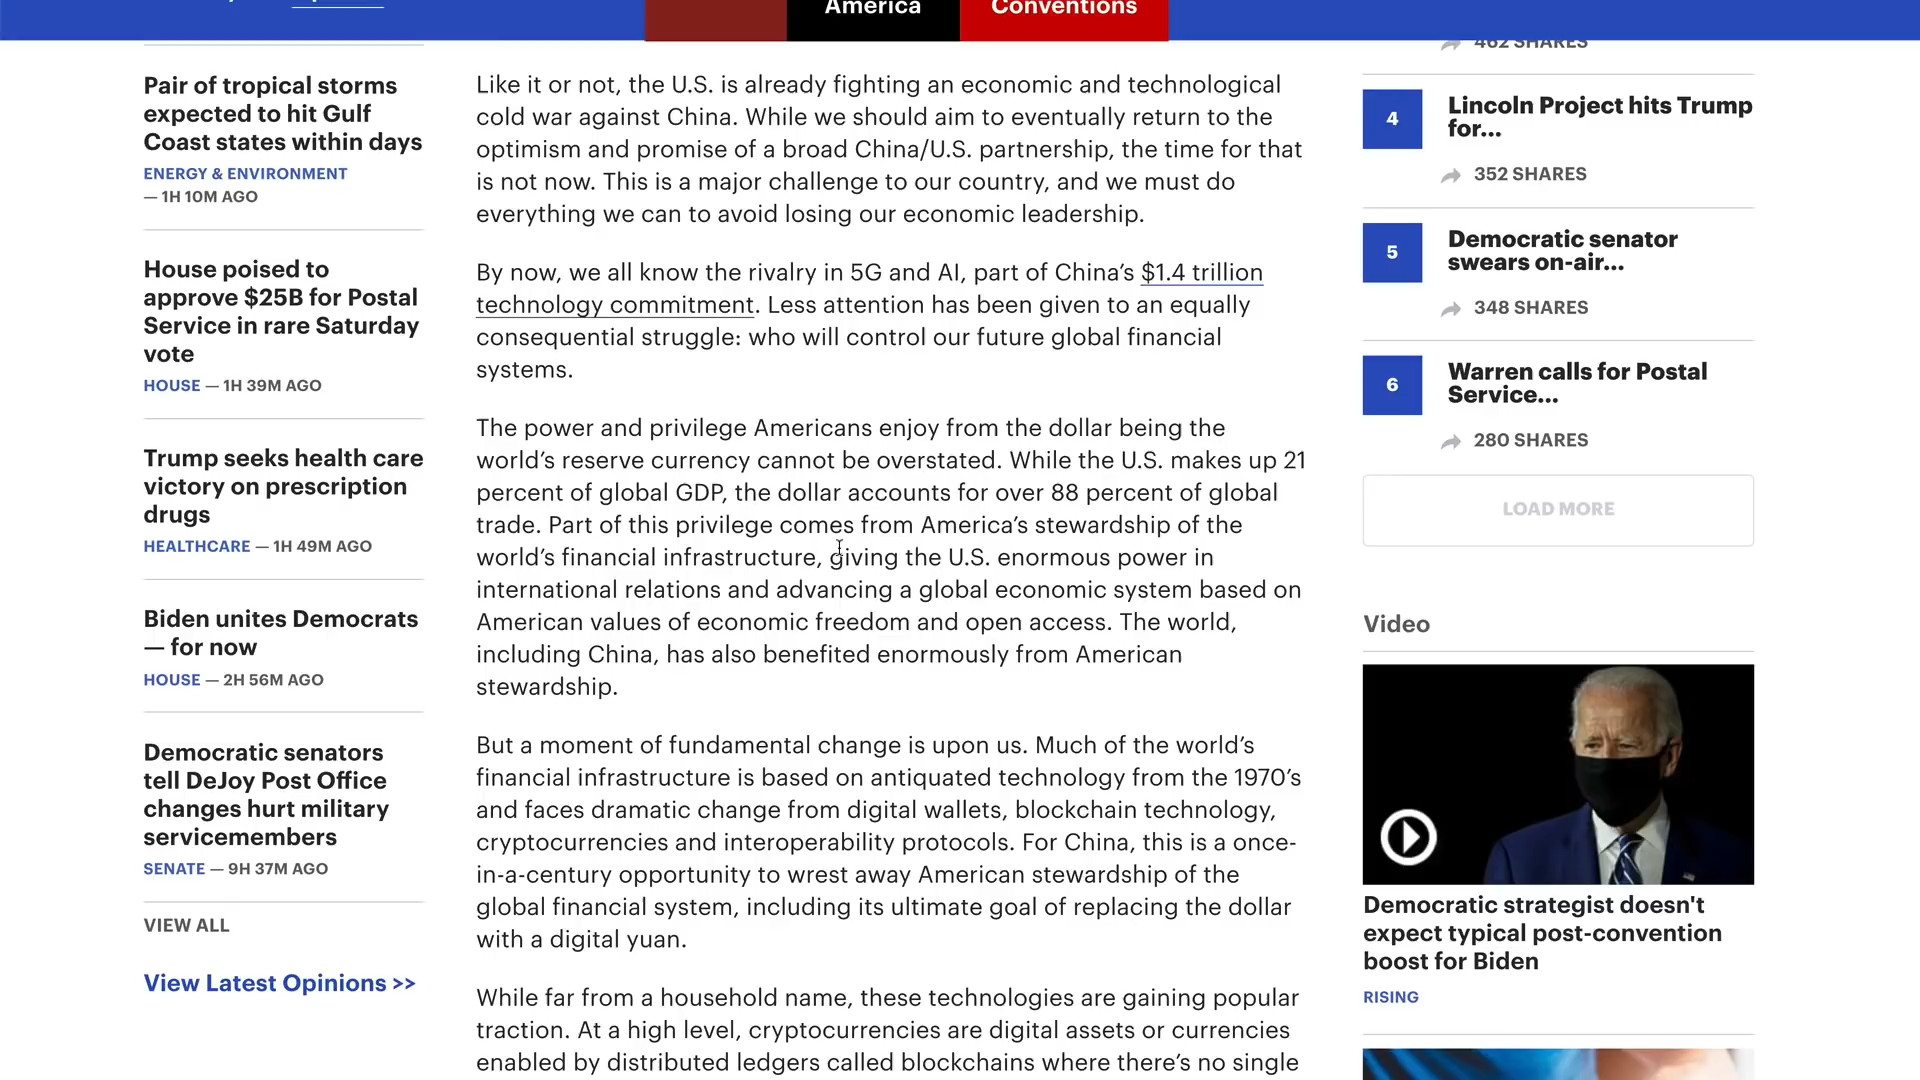 America
Conventions
Pair of tropical storms
expected to hit Gulf
Coast states within days
ENERGY & ENVIRONMENT
— 1H 10M AGO
House poised to
approve $25B for Postal
Service in rare Saturday
vote
HOUSE — 1H 39M AGO
Trump seeks health care
victory on prescription
drugs
HEALTHCARE — 1H 49M AGO
Biden unites Democrats
— for now
HOUSE — 2H 56M AGO
Democratic senators
tell DeJoy Post Office
changes hurt military
servicemembers
SENATE — 9H 37M AGO
VIEW ALL
View Latest Opinions >>
Like it or not, the U.S. is already fighting an economic and technological
cold war against China. While we should aim to eventually return to the
optimism and promise of a broad China/U.S. partnership, the time for that
is not now. This is a major challenge to our country, and we must do
everything we can to avoid losing our economic leadership.
By now, we all know the rivalry in 5G and AI, part of China’s $1.4 trillion
technology commitment. Less attention has been given to an equally
consequential struggle: who will control our future global financial
systems.
The power and privilege Americans enjoy from the dollar being the
world’s reserve currency cannot be overstated. While the U.S. makes up 21
percent of global GDP, the dollar accounts for over 88 percent of global
trade. Part of this privilege comes from America’s stewardship of the
world’s financial infrastructure, giving the U.S. enormous power in
international relations and advancing a global economic system based on
American values of economic freedom and open access. The world,
including China, has also benefited enormously from American
stewardship.
But a moment of fundamental change is upon us. Much of the world’s
financial infrastructure is based on antiquated technology from the 1970’s
and faces dramatic change from digital wallets, blockchain technology,
cryptocurrencies and interoperability protocols. For China, this is a once-
in-a-century opportunity to wrest away American stewardship of the
global financial system, including its ultimate goal of replacing the dollar
with a digital yuan.
While far from a household name, these technologies are gaining popular
traction. At a high level, cryptocurrencies are digital assets or currencies
enabled by distributed ledgers called blockchains where there’s no single
462 SHARES
4
Lincoln Project hits Trump
for...
352 SHARES
5
Democratic senator
swears on-air...
348 SHARES
6
Warren calls for Postal
Service...
280 SHARES
LOAD MORE
Video
Democratic strategist doesn't
expect typical post-convention
boost for Biden
RISING